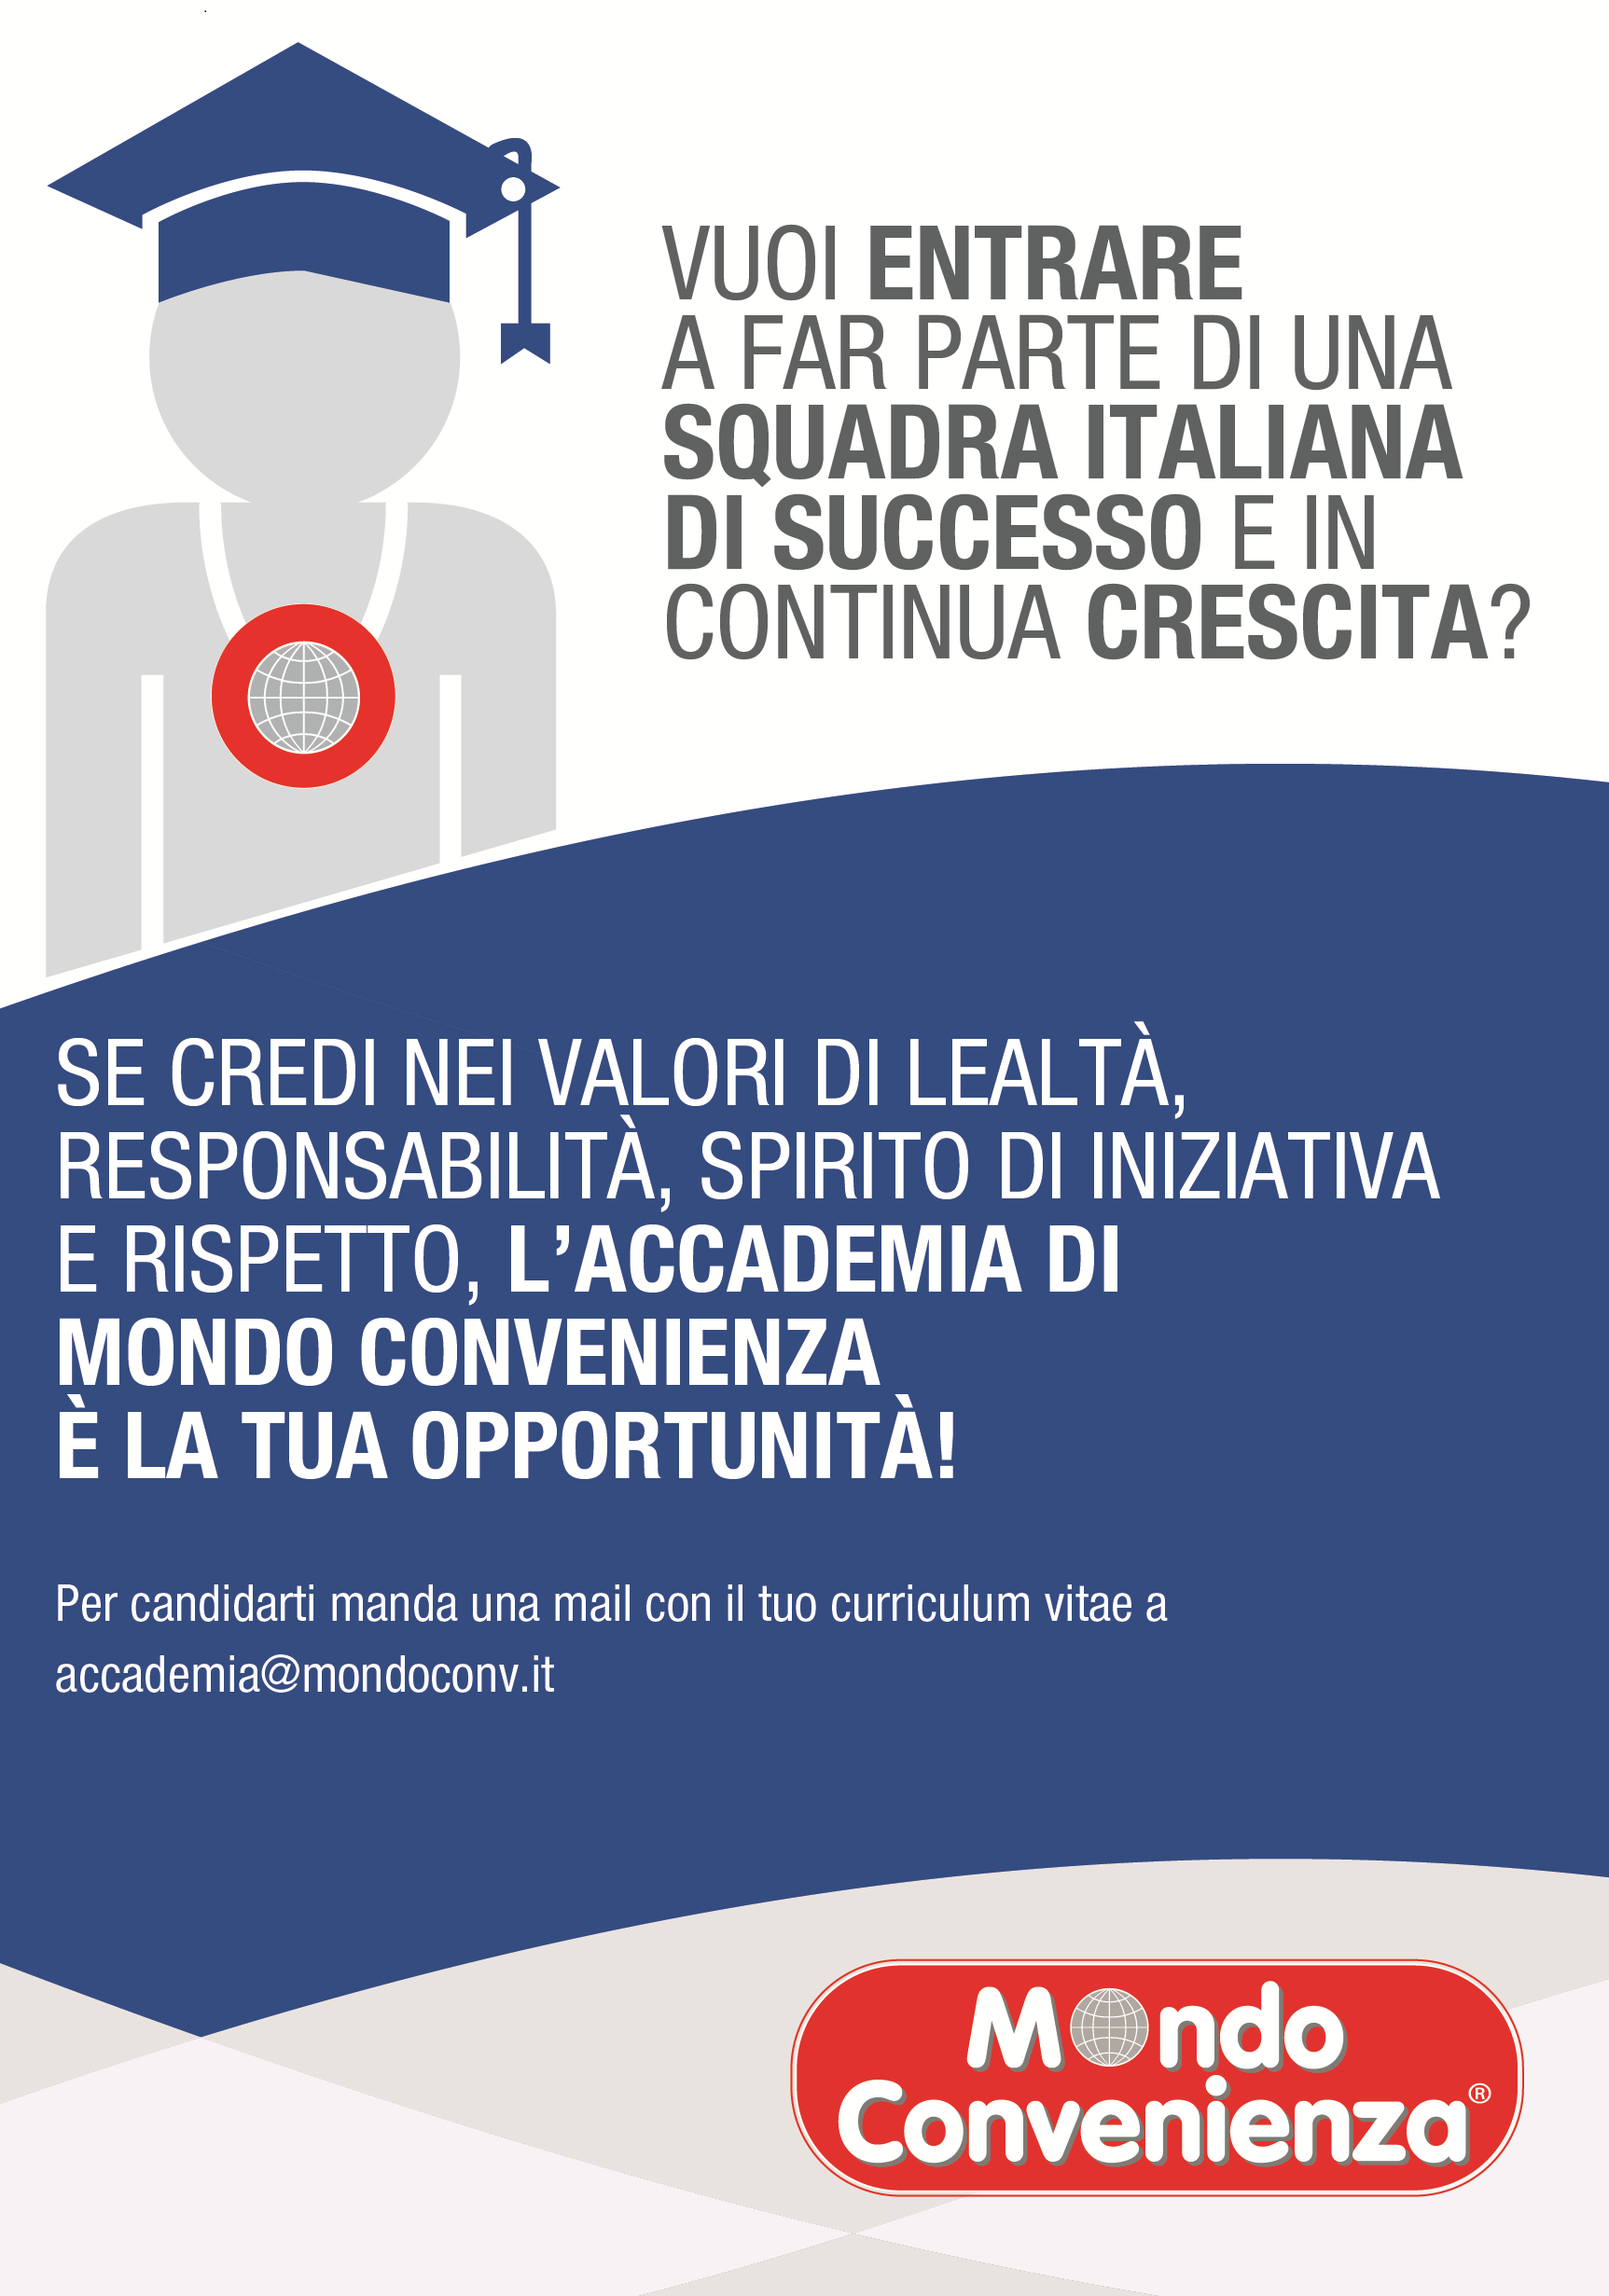 VUOI ENTRARE
A FAR PARTE DI UNA
SQUADRA ITALIANA
DI SUCCESSO E IN
CONTINUA CRESCITA?
SE CREDI NEI VALORI DI LEALTÀ,
RESPONSABILITÀ, SPIRITO DI INIZIATIVA
E RISPETTO, L’ACCADEMIA DI
MONDO CONVENIENZA
È LA TUA OPPORTUNITÀ!
Per candidarti manda una mail con il tuo curriculum vitae a
accademia@mondoconv.it
Mondo
Convenienza®